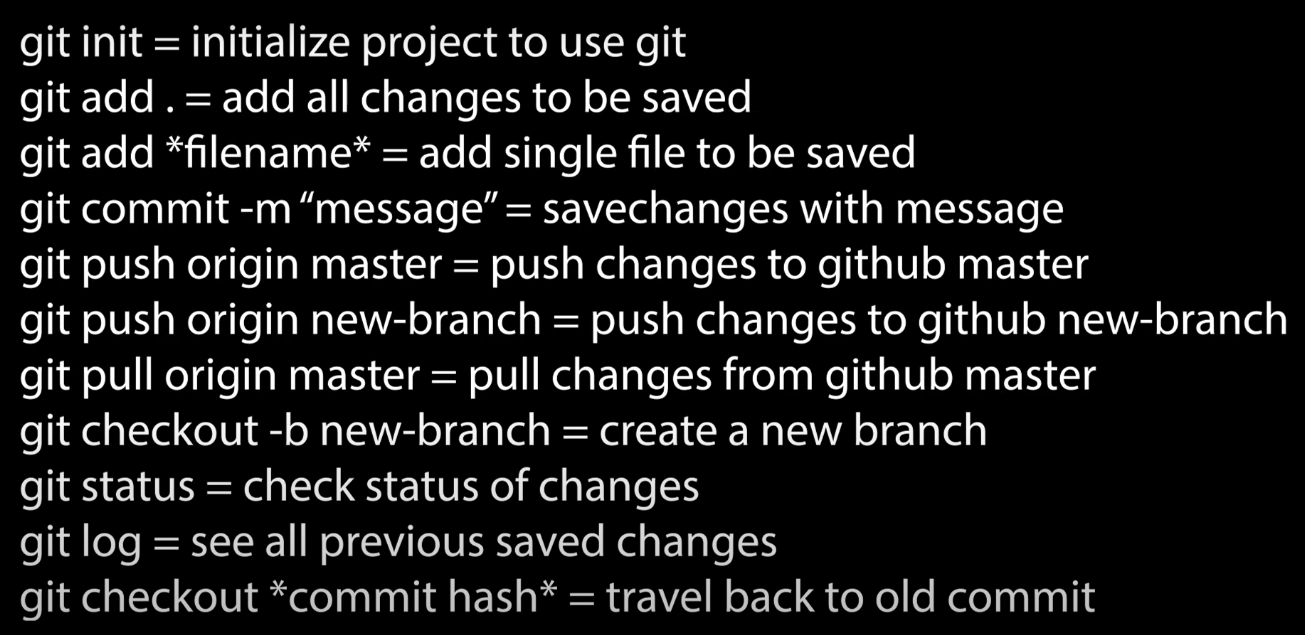 git init = initialize project to use git
git add . = add all changes to be saved
git add *filename* = add single file to be saved
git commit -m “message” = savechanges with message
git push origin master = push changes to github master
git push origin new-branch = push changes to github new-branch
git pull origin master = pull changes from github master
git checkout -b new-branch = create a new branch
git status = check status of changes
git log = see all previous saved changes
git checkout *commit hash* = travel back to old commit